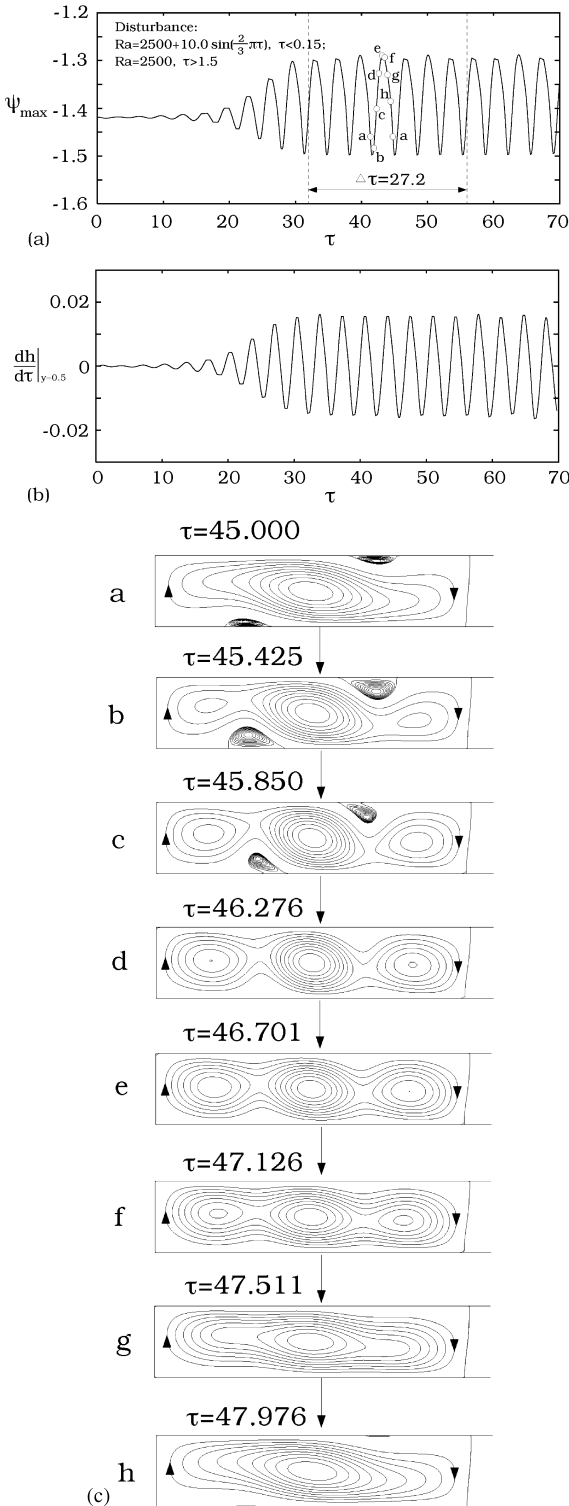 -1.2
Disturbance:
Ra=2500+10.0 sin(2/3 πτ), τ<0.15;
Ra=2500, τ>1.5
-1.3
ψmax
-1.4
-1.5
-1.6
e
f
d
g
h
c
a
a
b
△τ=27.2
0 10 20 30 40 50 60 70
τ
(a)
0.02
0
-0.02
dh/dτ|y-0.5
0 10 20 30 40 50 60 70
τ
(b)
τ=45.000
a
τ=45.425
b
τ=45.850
c
τ=46.276
d
τ=46.701
e
τ=47.126
f
τ=47.511
g
τ=47.976
h
(c)